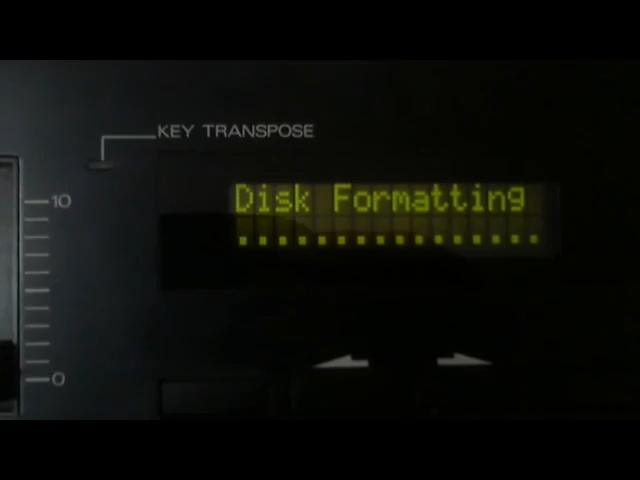 KEY TRANSPOSE
10
Disk Formatting
................
0